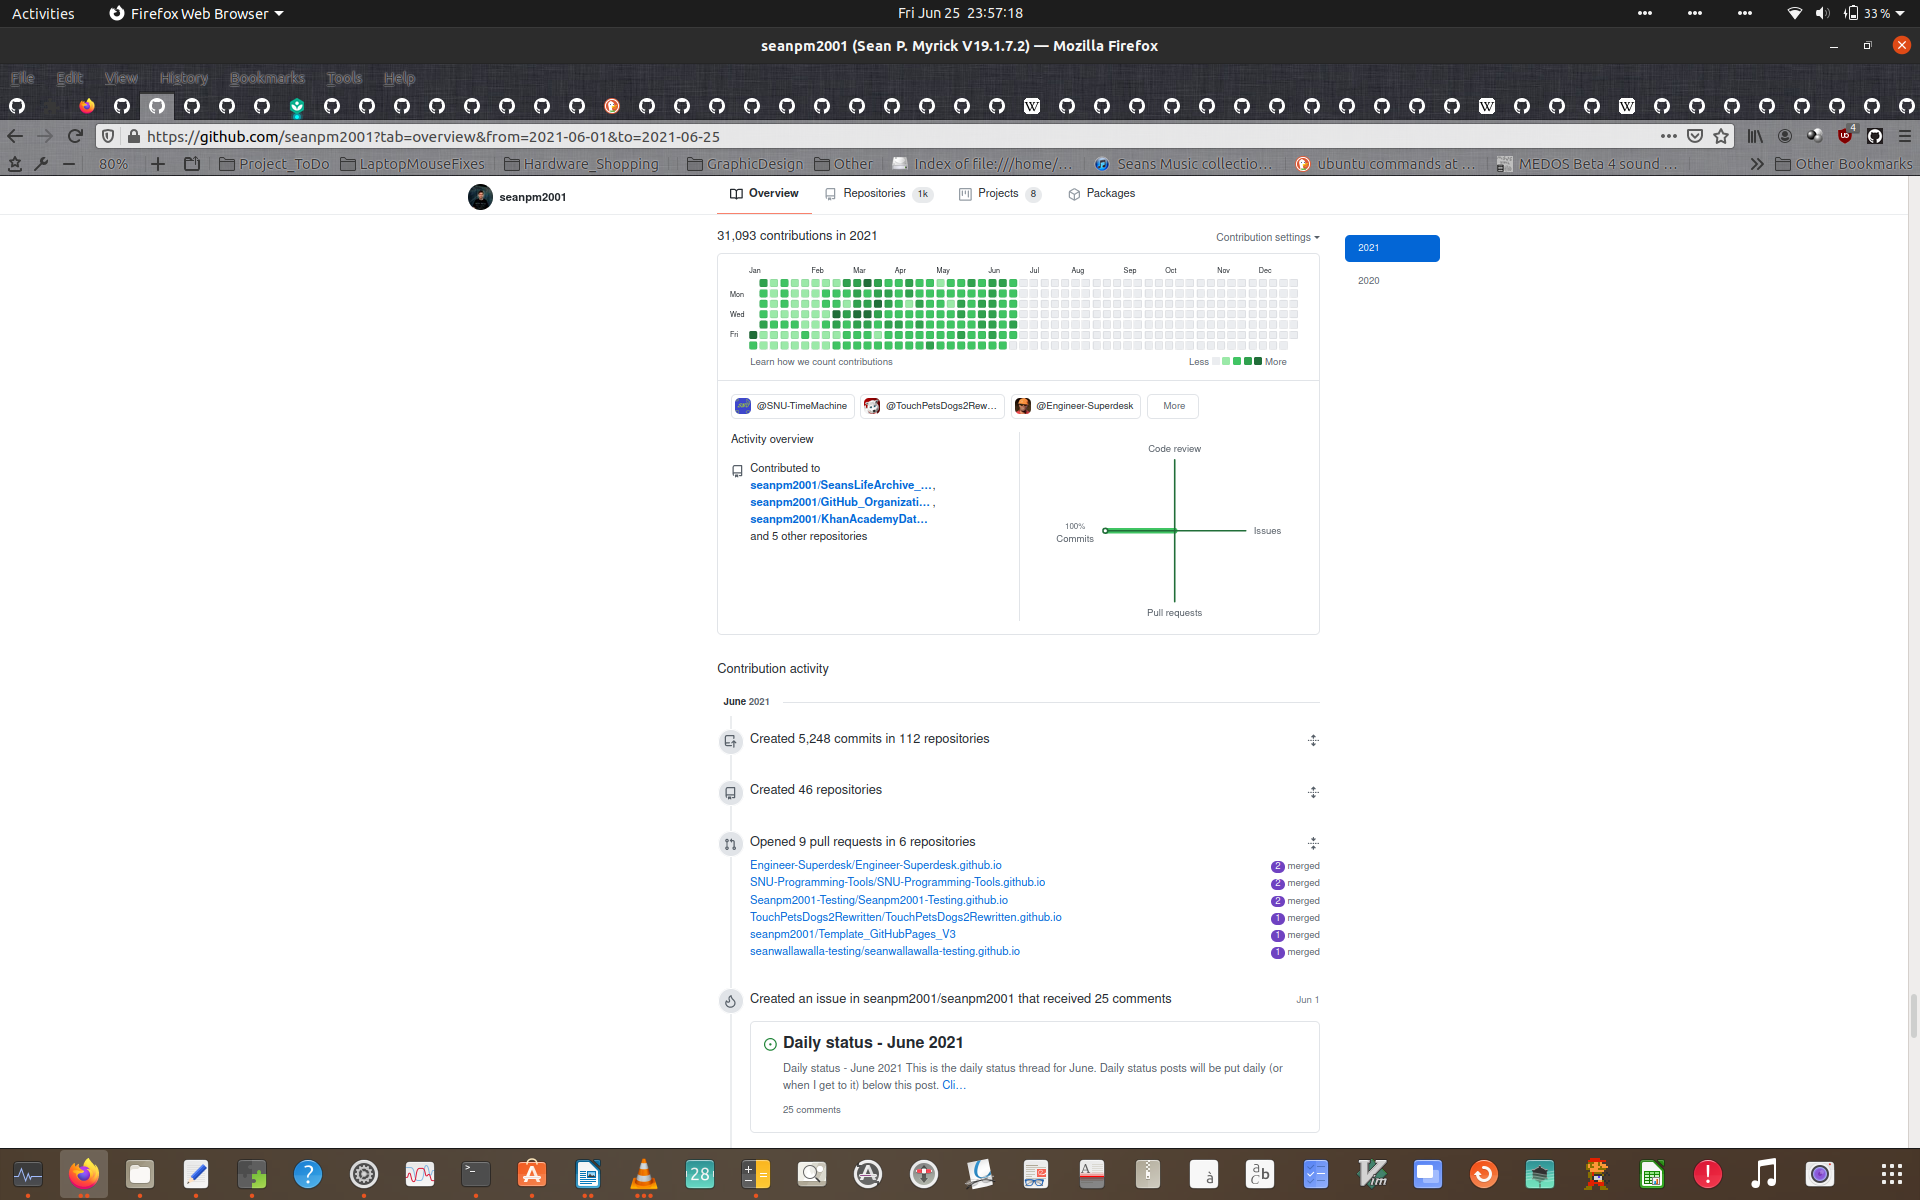 Activities
Firefox Web Browser
Fri Jun 25 23:57:18
33 %
seanpm2001 (Sean P. Myrick V19.1.7.2) — Mozilla Firefox
File Edit View History Bookmarks Tools Help
https://github.com/seanpm2001?tab=overview&from=2021-06-01&to=2021-06-25
4
80%
Project_ToDo
LaptopMouseFixes
Hardware_Shopping
GraphicDesign
Other
Index of file:///home/...
Seans Music collectio...
ubuntu commands at ...
MEDOS Beta 4 sound ...
Other Bookmarks
seanpm2001
Overview
Repositories 1k
Projects 8
Packages
31,093 contributions in 2021
Contribution settings
2021
2020
Jan Feb Mar Apr May Jun Jul Aug Sep Oct Nov Dec
Mon
Wed
Fri
Learn how we count contributions
Less
More
@SNU-TimeMachine
@TouchPetsDogs2Rew...
@Engineer-Superdesk
More
Activity overview
Contributed to
seanpm2001/SeansLifeArchive_...,
seanpm2001/GitHub_Organizati... ,
seanpm2001/KhanAcademyDat...
and 5 other repositories
Code review
100%
Commits
Issues
Pull requests
Contribution activity
June 2021
Created 5,248 commits in 112 repositories
Created 46 repositories
Opened 9 pull requests in 6 repositories
Engineer-Superdesk/Engineer-Superdesk.github.io 2 merged
SNU-Programming-Tools/SNU-Programming-Tools.github.io 2 merged
Seanpm2001-Testing/Seanpm2001-Testing.github.io 2 merged
TouchPetsDogs2Rewritten/TouchPetsDogs2Rewritten.github.io 1 merged
seanpm2001/Template_GitHubPages_V3 1 merged
seanwallawalla-testing/seanwallawalla-testing.github.io 1 merged
Created an issue in seanpm2001/seanpm2001 that received 25 comments
Jun 1
Daily status - June 2021
Daily status - June 2021 This is the daily status thread for June. Daily status posts will be put daily (or
when I get to it) below this post. Cli...
25 comments
28